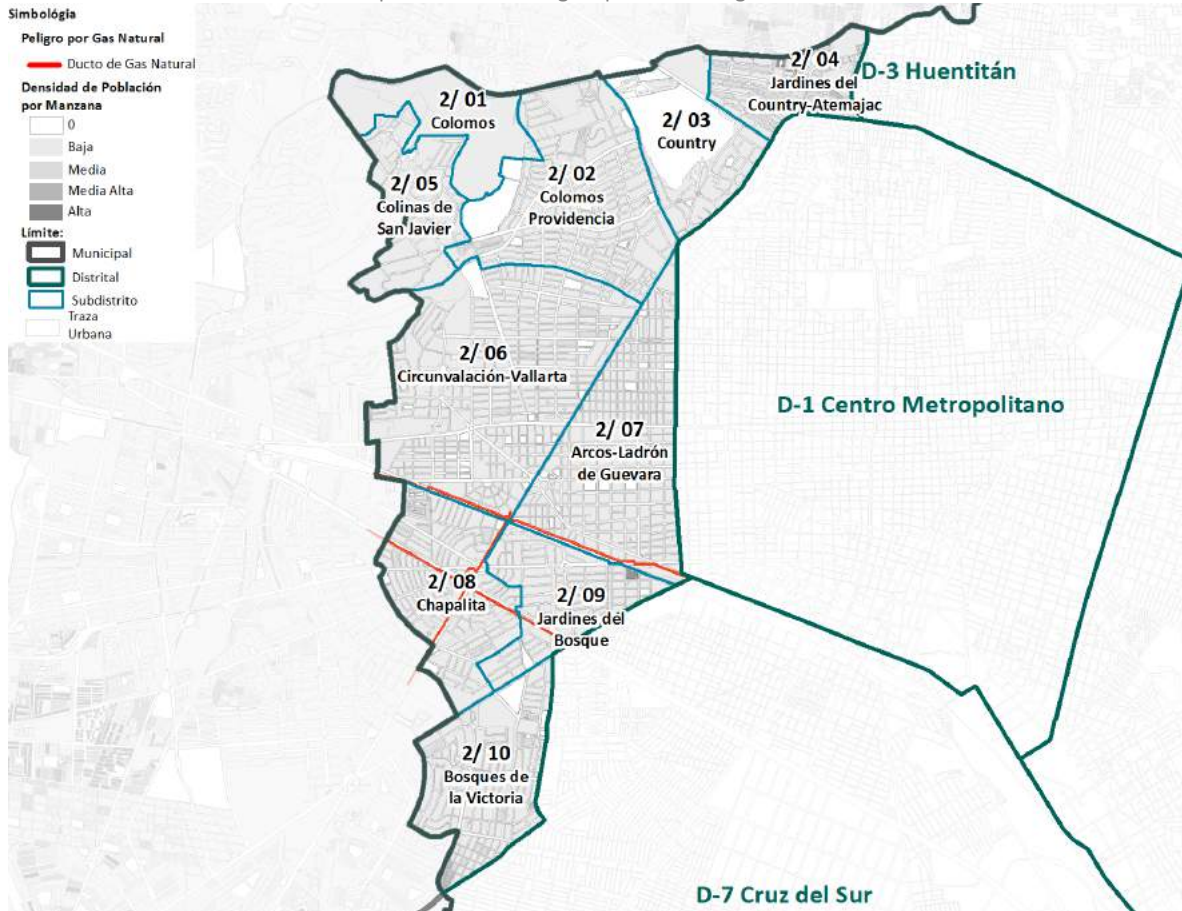 Simbológia
Peligro por Gas Natural
Ducto de Gas Natural
Densidad de Población
por Manzana
0
Baja
Media
Media Alta
Alta
Límite:
Municipal
Distrital
Subdistrito
Traza
Urbana
2/ 01
Colomos
2/ 02
Colomos
Providencia
2/ 03
Country
2/ 04
Jardines del
Country-Atemajac
D-3 Huentitán
2/ 05
Colinas de
San Javier
2/ 06
Circunvalación-Vallarta
2/ 07
Arcos-Ladrón
de Guevara
D-1 Centro Metropolitano
2/ 08
Chapalita
2/ 09
Jardines del
Bosque
2/ 10
Bosques de
la Victoria
D-7 Cruz del Sur